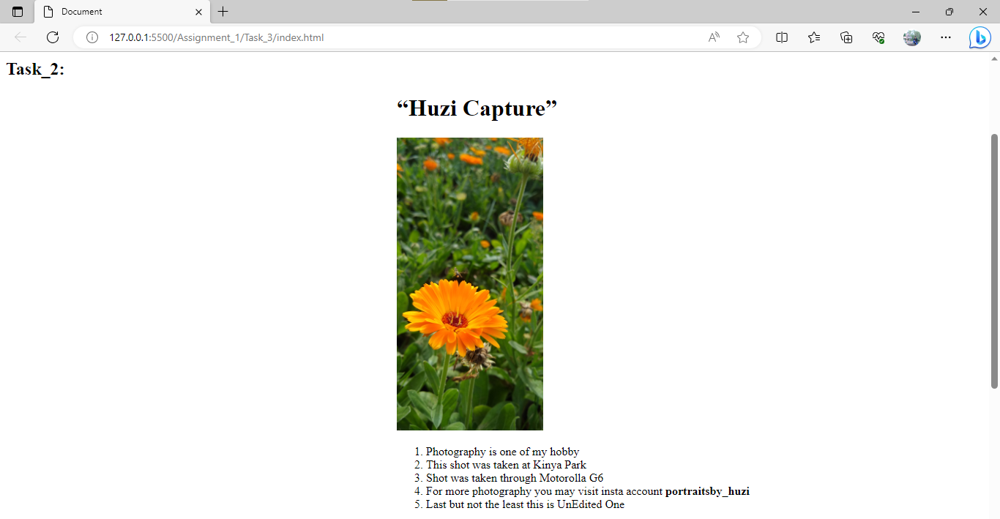 Document
127.0.0.1:5500/Assignment_1/Task_3/index.html
Task_2:
“Huzi Capture”
1. Photography is one of my hobby
2. This shot was taken at Kinya Park
3. Shot was taken through Motorolla G6
4. For more photography you may visit insta account portraitsby_huzi
5. Last but not the least this is UnEdited One